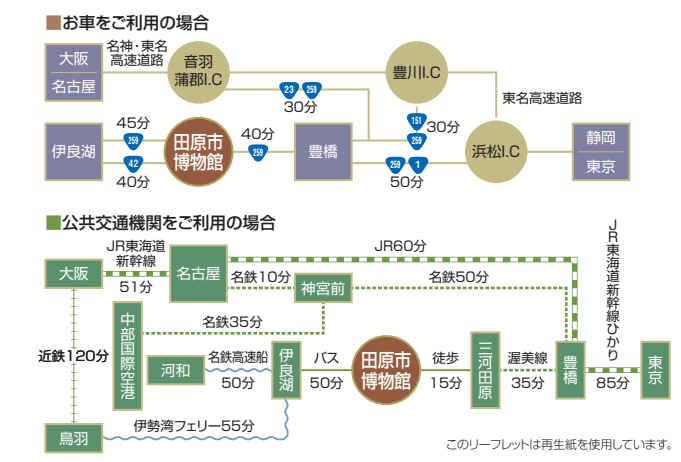 ■お車をご利用の場合
大阪
名古屋
名神・東名
高速道路
音羽
蒲郡I.C
豊川I.C
23
259
30分
東名高速道路
151
30分
259
伊良湖
45分
259
42
40分
田原市
博物館
40分
259
豊橋
259
1
50分
浜松I.C
静岡
東京
■公共交通機関をご利用の場合
大阪
JR東海道
新幹線
51分
名古屋
JR60分
名鉄10分
神宮前
名鉄50分
JR東海道新幹線ひかり
近鉄120分
中部国際空港
名鉄35分
河和
名鉄高速船
50分
伊良湖
バス
50分
田原市
博物館
徒歩
15分
三河田原
渥美線
35分
豊橋
85分
東京
鳥羽
伊勢湾フェリー55分
このリーフレットは再生紙を使用しています。